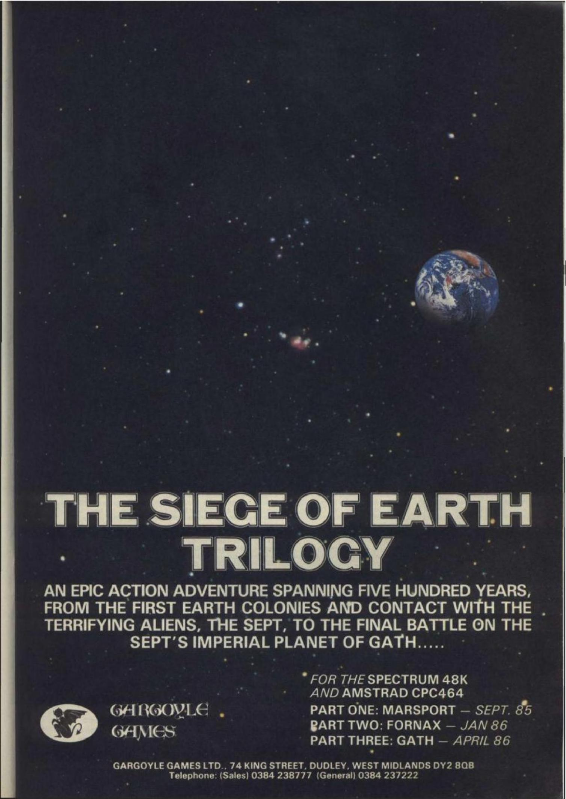 THE SIEGE OF EARTH
TRILOGY
AN EPIC ACTION ADVENTURE SPANNING FIVE HUNDRED YEARS,
FROM THE FIRST EARTH COLONIES AND CONTACT WITH THE
TERRIFYING ALIENS, THE SEPT, TO THE FINAL BATTLE ON THE
SEPT'S IMPERIAL PLANET OF GATH.....
FOR THE SPECTRUM 48K
AND AMSTRAD CPC464
PART ONE: MARSPORT — SEPT. 85
PART TWO: FORNAX — JAN 86
PART THREE: GATH — APRIL 86
GARGOYLE
GAMES
GARGOYLE GAMES LTD., 74 KING STREET, DUDLEY, WEST MIDLANDS DY2 8QB
Telephone: (Sales) 0384 238777 (General) 0384 237222